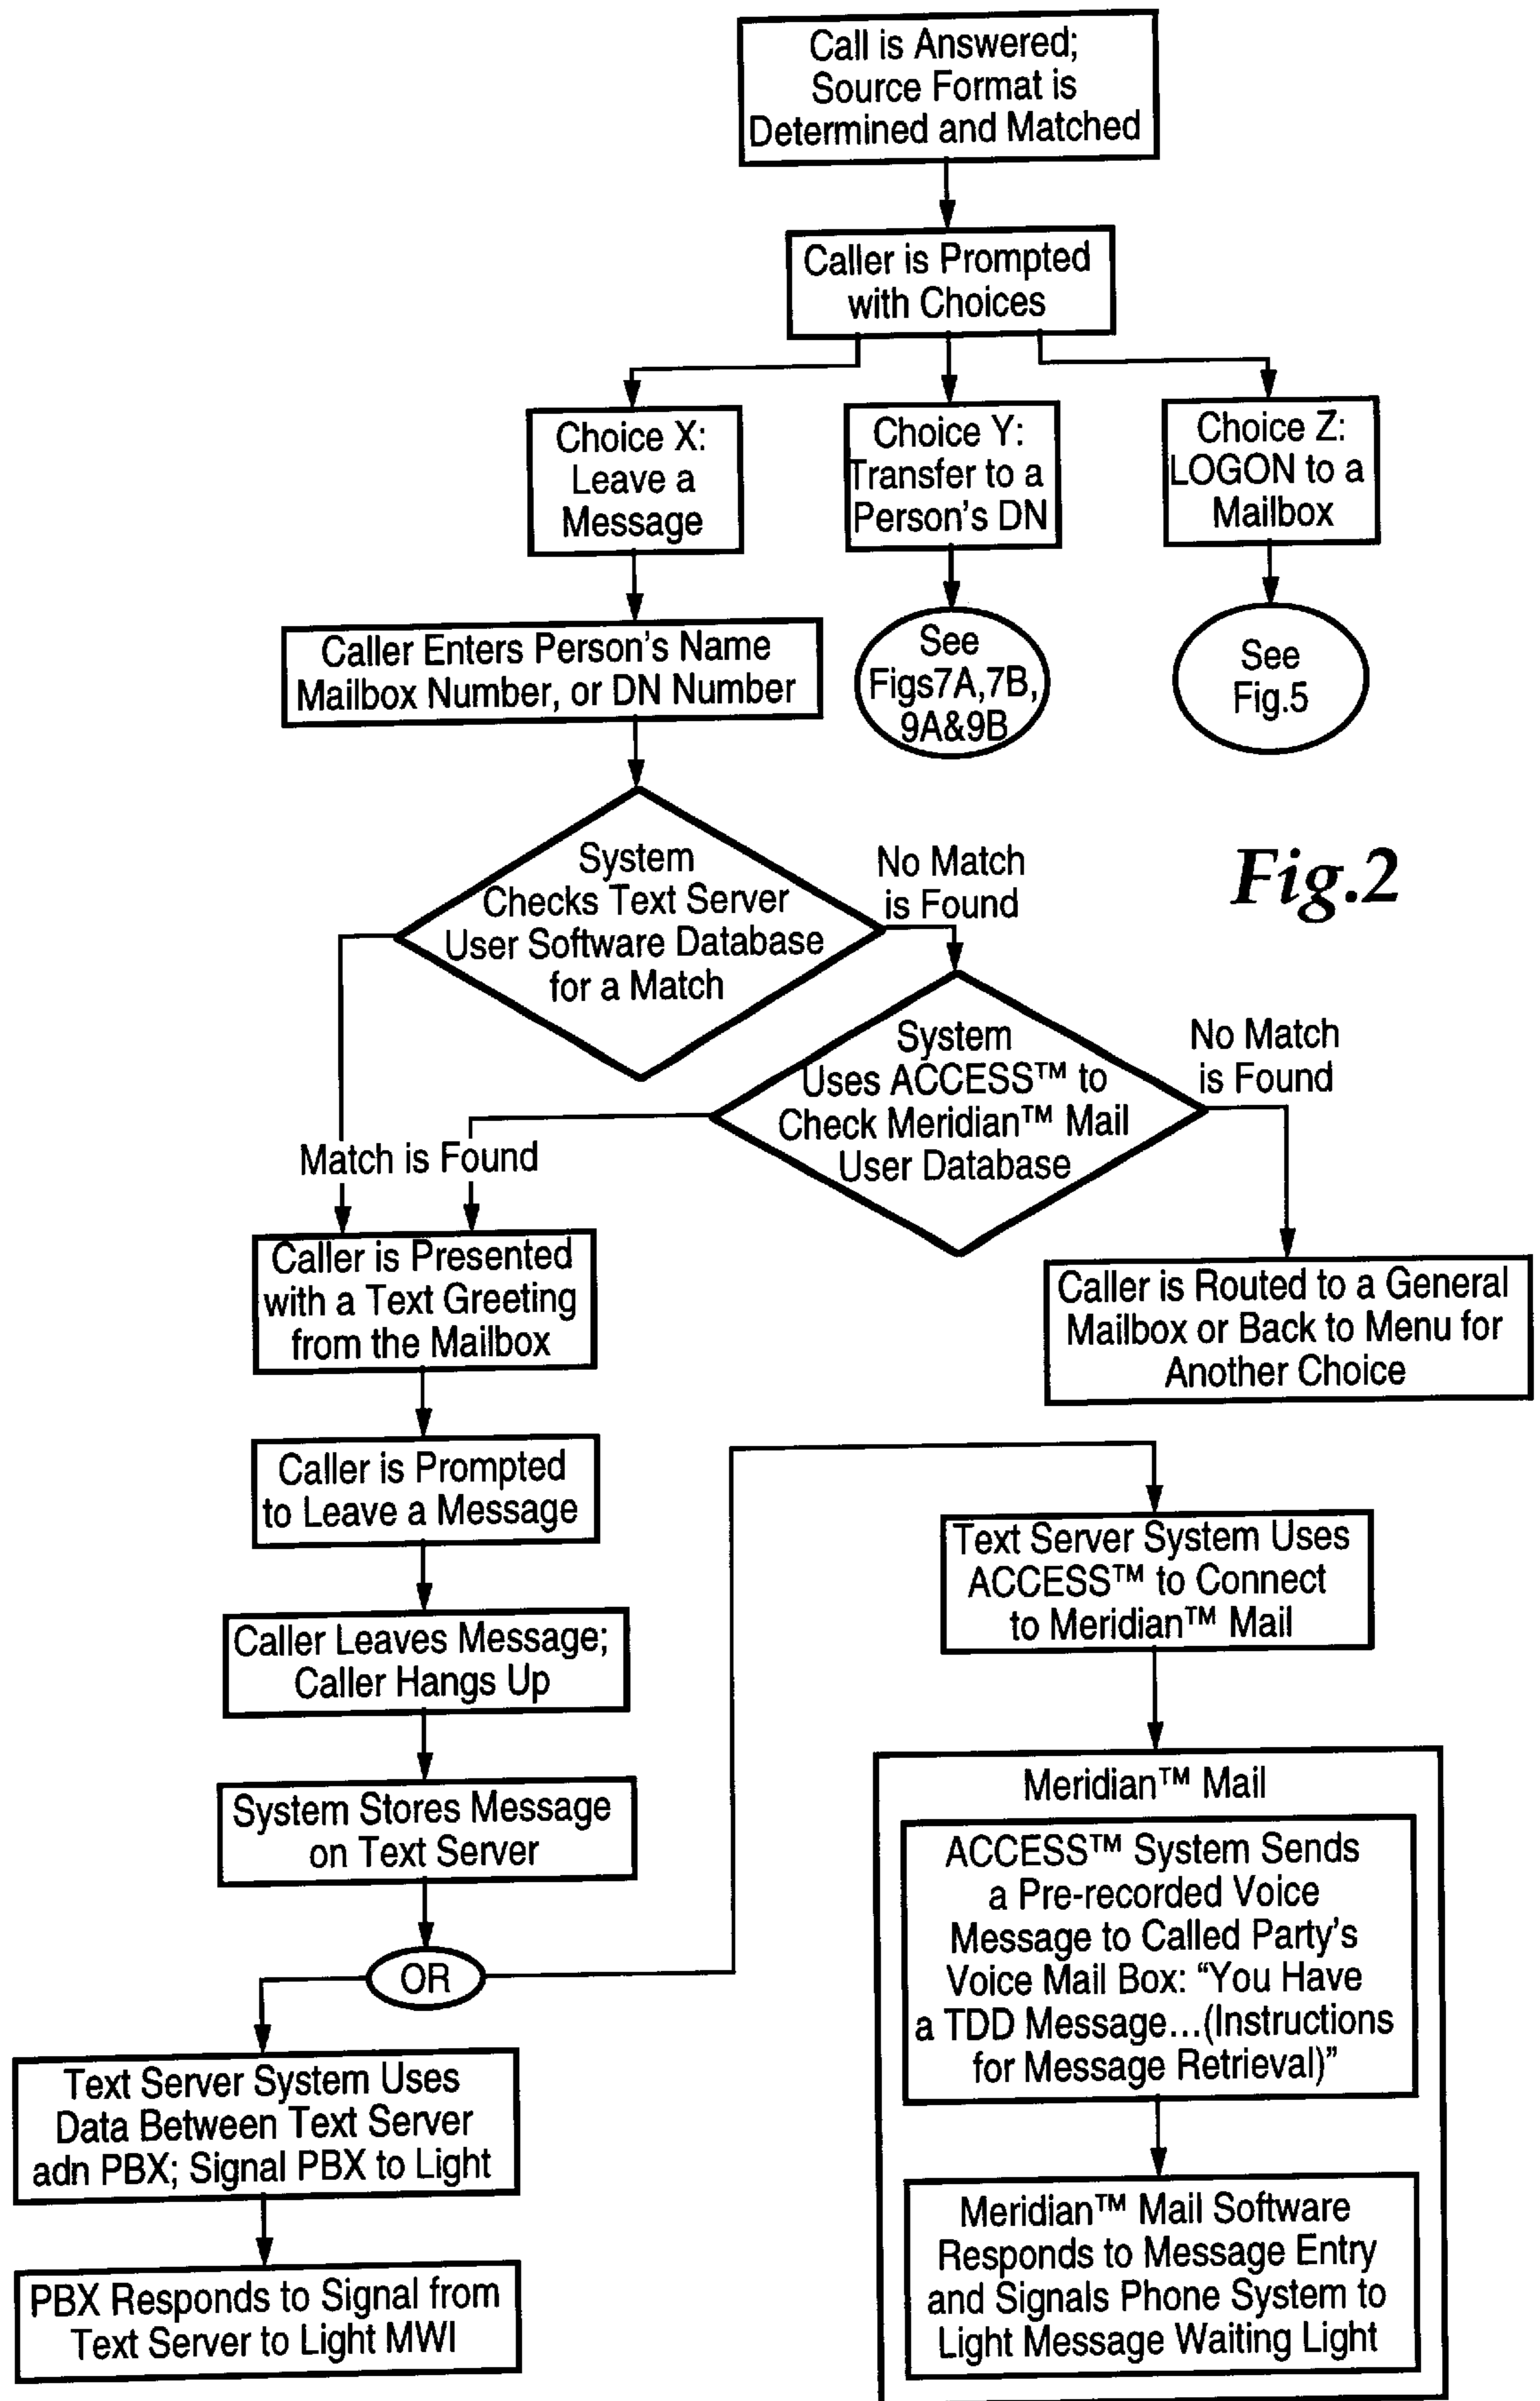 Call is Answered;
Source Format is
Determined and Matched
Caller is Prompted
with Choices
Choice X:
Leave a
Message
Choice Y:
Transfer to a
Person's DN
Choice Z:
LOGON to a
Mailbox
Caller Enters Person's Name
Mailbox Number, or DN Number
See
Figs7A,7B,
9A&9B
See
Fig.5
System
Checks Text Server
User Software Database
for a Match
No Match
is Found
Fig.2
System
Uses ACCESS™ to
Check Meridian™ Mail
User Database
No Match
is Found
Match is Found
Caller is Presented
with a Text Greeting
from the Mailbox
Caller is Routed to a General
Mailbox or Back to Menu for
Another Choice
Caller is Prompted
to Leave a Message
Text Server System Uses
ACCESS™ to Connect
to Meridian™ Mail
Caller Leaves Message;
Caller Hangs Up
System Stores Message
on Text Server
OR
Meridian™ Mail
ACCESS™ System Sends
a Pre-recorded Voice
Message to Called Party's
Voice Mail Box: “You Have
a TDD Message...(Instructions
for Message Retrieval)”
Text Server System Uses
Data Between Text Server
adn PBX; Signal PBX to Light
Meridian™ Mail Software
Responds to Message Entry
and Signals Phone System to
Light Message Waiting Light
PBX Responds to Signal from
Text Server to Light MWI